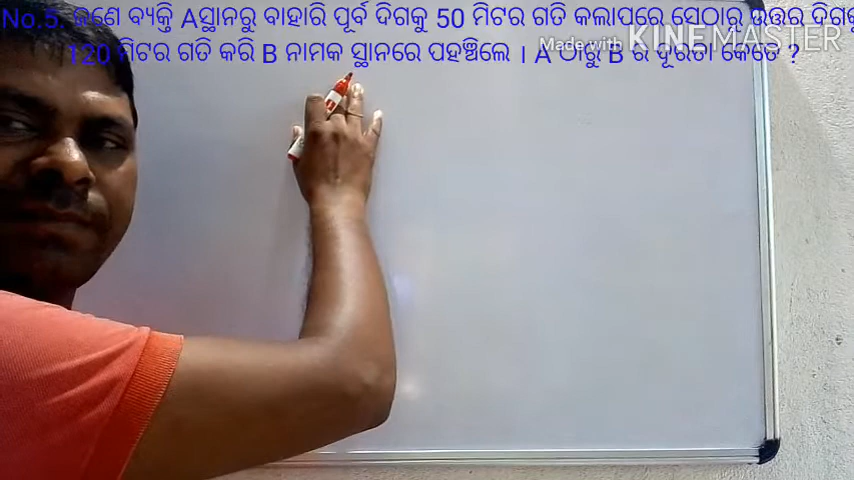 No.5. ଜଣେ ବ୍ୟକ୍ତି Aସ୍ଥାନରୁ ବାହାରି ପୂର୍ବ ଦିଗକୁ 50 ମିଟର ଗତି କଲାପରେ ସେଠାରୁ ଉତ୍ତର ଦିଗକୁ
120 ମିଟର ଗତି କରି B ନାମକ ସ୍ଥାନରେ ପହଞ୍ଚିଲେ । A ଠାରୁ B ର ଦୂରତା କେତେ ?
Made with KINEMASTER